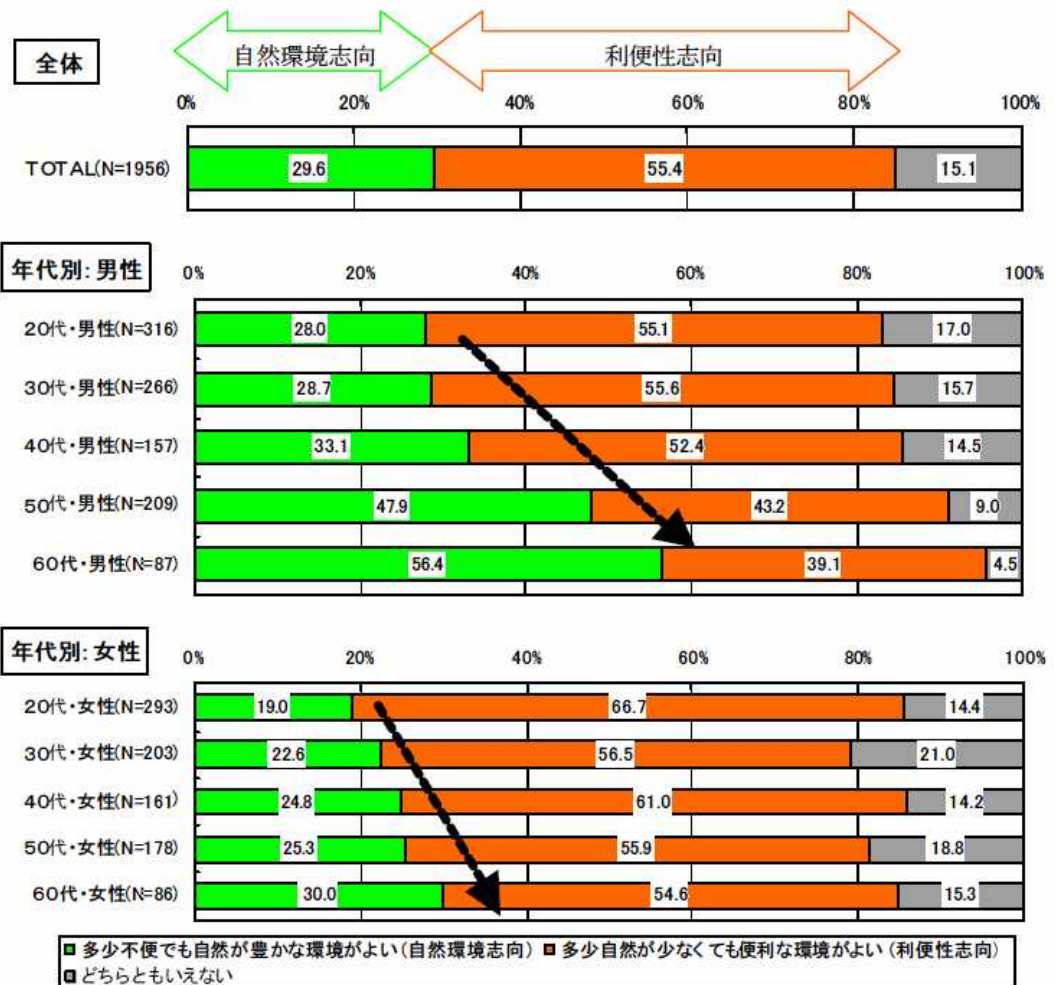 自然環境志向 利便性志向
全体
0% 20% 40% 60% 80% 100%
TOTAL(N=1956) 29.6 55.4 15.1
年代別:男性 0% 20% 40% 60% 80% 100%
20代・男性(N=316) 28.0 55.1 17.0
30代・男性(N=266) 28.7 55.6 15.7
40代・男性(N=157) 33.1 52.4 14.5
50代・男性(N=209) 47.9 43.2 9.0
60代・男性(N=87) 56.4 39.1 4.5
年代別:女性 0% 20% 40% 60% 80% 100%
20代・女性(N=293) 19.0 66.7 14.4
30代・女性(N=203) 22.6 56.5 21.0
40代・女性(N=161) 24.8 61.0 14.2
50代・女性(N=178) 25.3 55.9 18.8
60代・女性(N=86) 30.0 54.6 15.3
多少不便でも自然が豊かな環境がよい(自然環境志向) 多少自然が少なくても便利な環境がよい(利便性志向)
どちらともいえない